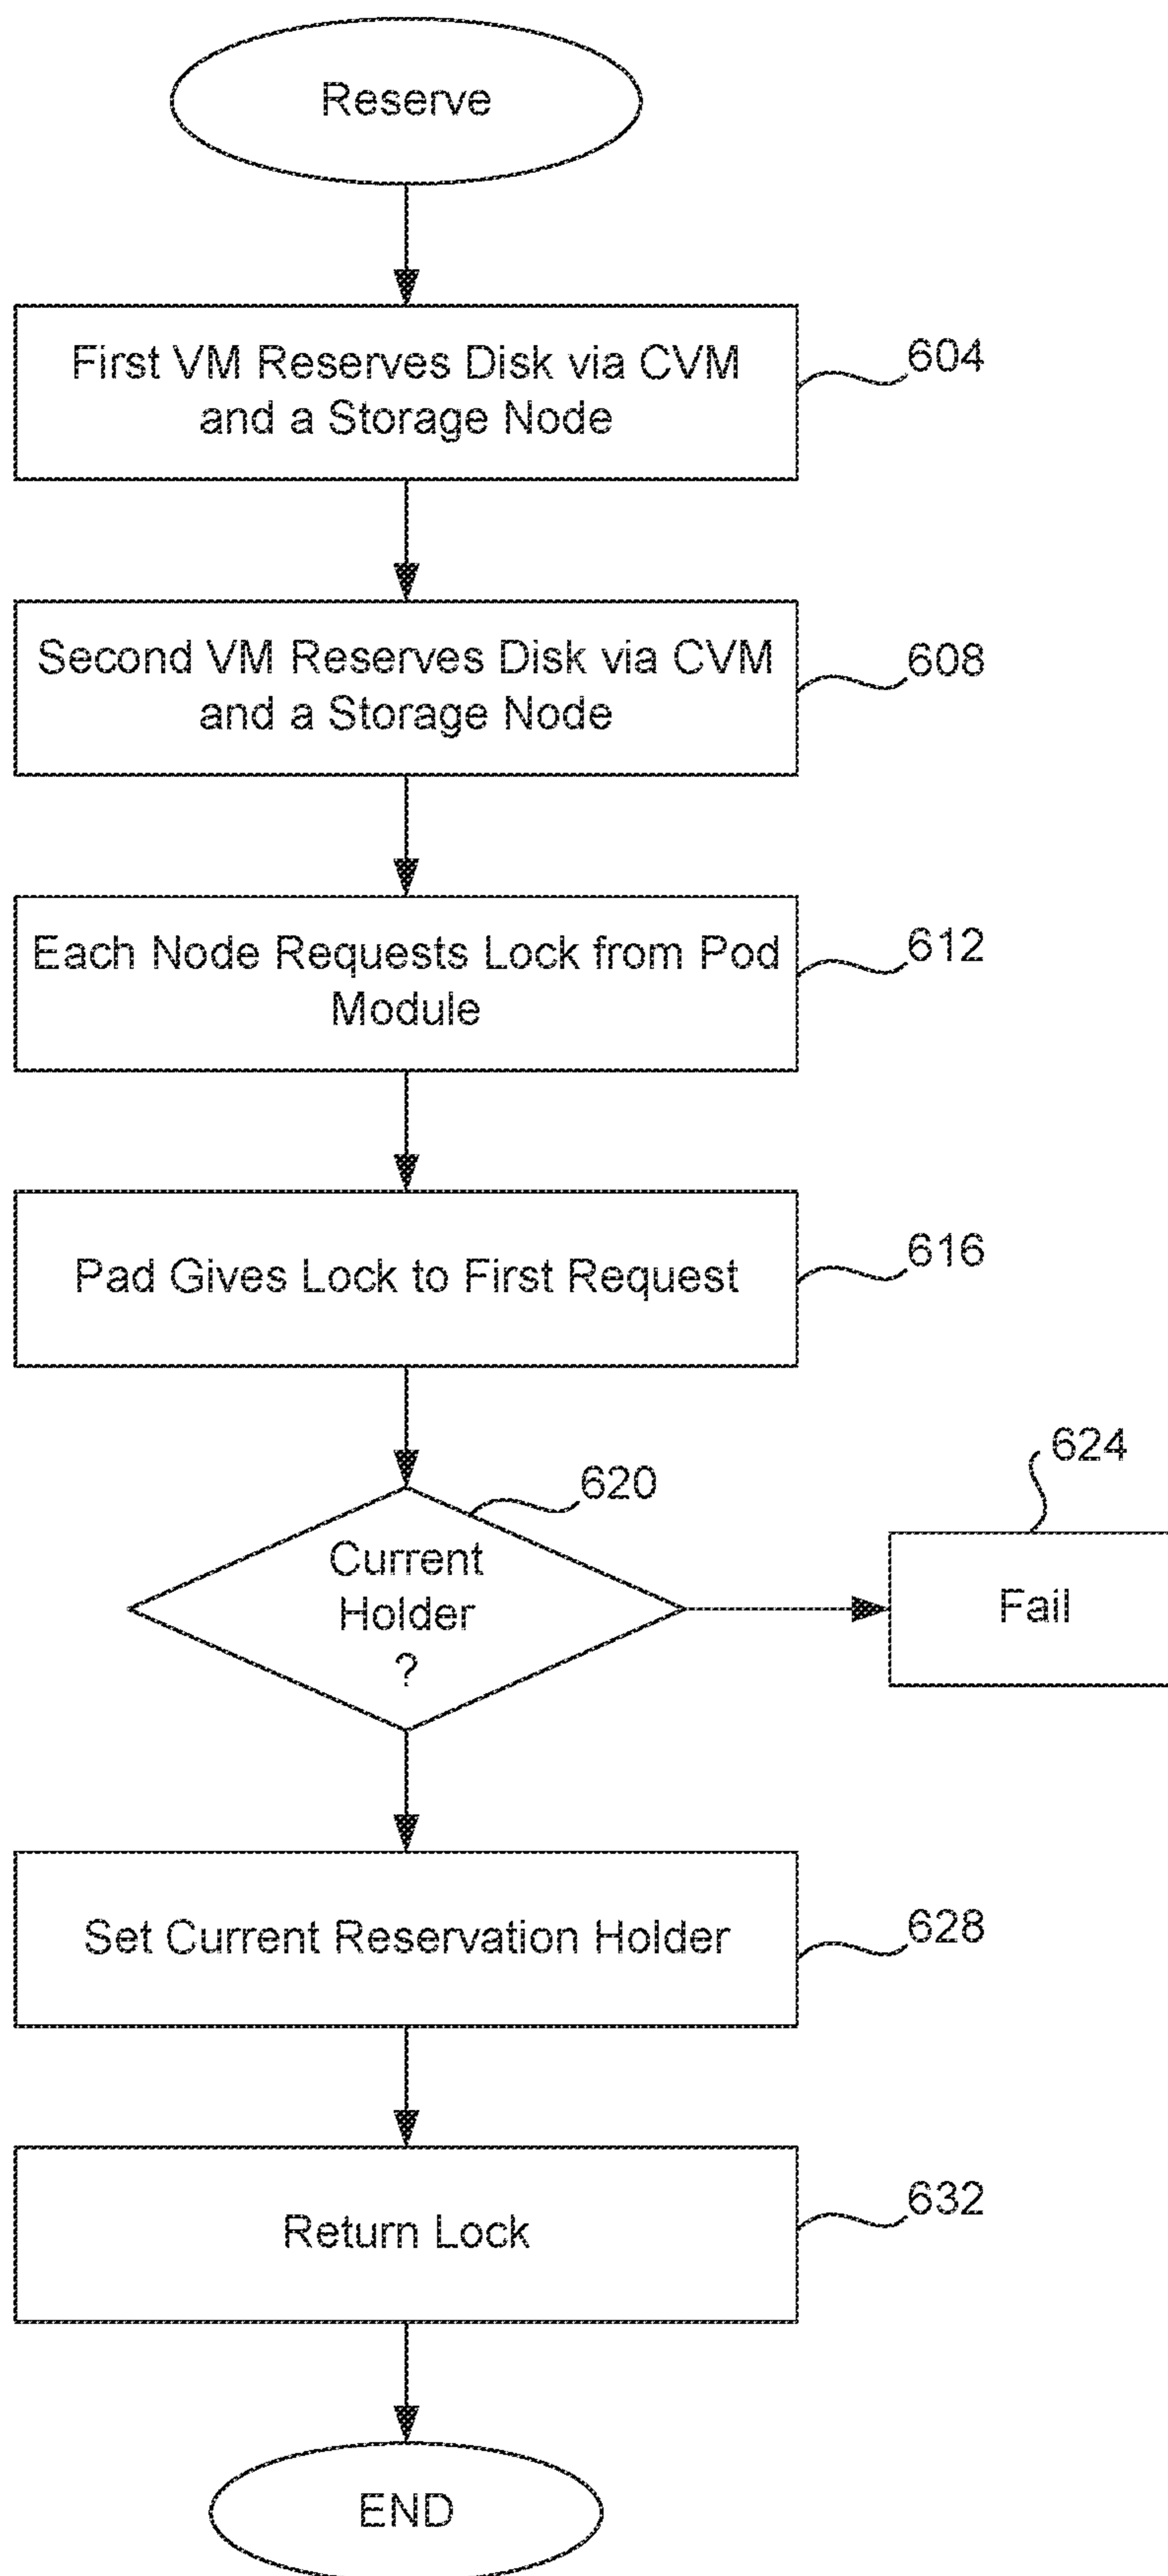 Reserve
First VM Reserves Disk via CVM
and a Storage Node
604
Second VM Reserves Disk via CVM
and a Storage Node
608
Each Node Requests Lock from Pod
Module
612
Pad Gives Lock to First Request
616
620
Current
Holder
?
624
Fail
Set Current Reservation Holder
628
Return Lock
632
END